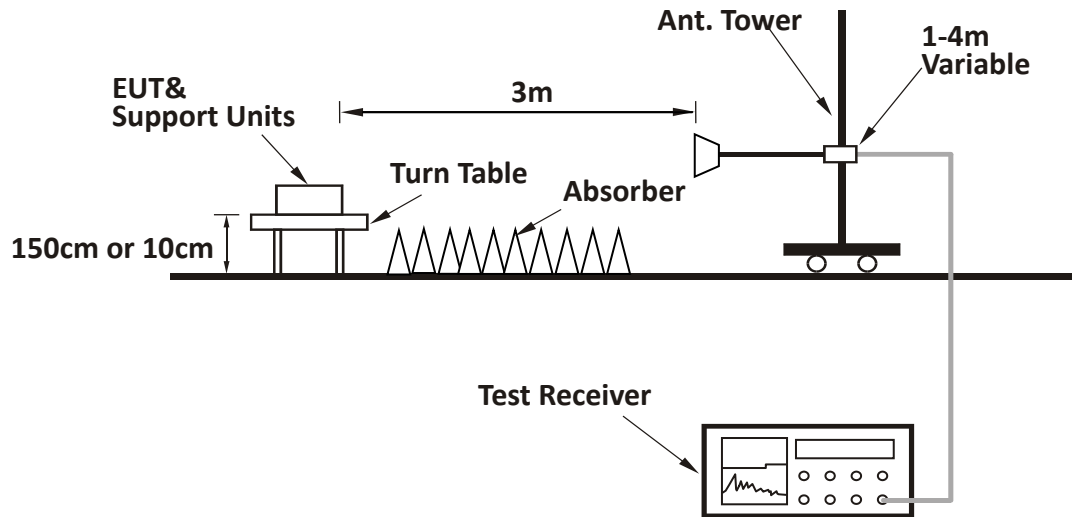 Ant. Tower
1-4m
Variable
3m
EUT&
Support Units
Turn Table
Absorber
150cm or 10cm
Test Receiver